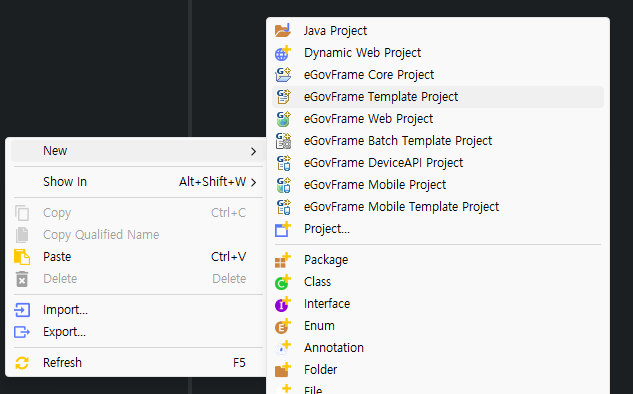 New
Show In Alt+Shift+W
Copy Ctrl+C
Copy Qualified Name
Paste Ctrl+V
Delete Delete
Import...
Export...
Refresh F5
Java Project
Dynamic Web Project
eGovFrame Core Project
eGovFrame Template Project
eGovFrame Web Project
eGovFrame Batch Template Project
eGovFrame DeviceAPI Project
eGovFrame Mobile Project
eGovFrame Mobile Template Project
Project...
Package
Class
Interface
Enum
Annotation
Folder
File